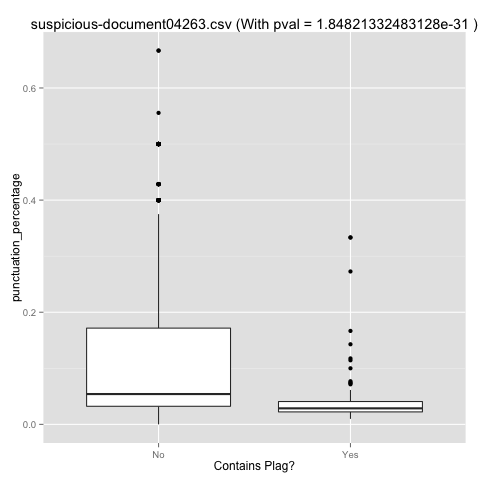 suspicious-document04263.csv (With pval = 1.84821332483128e-31 )
punctuation_percentage
0.6
0.4
0.2
0.0
No
Yes
Contains Plag?